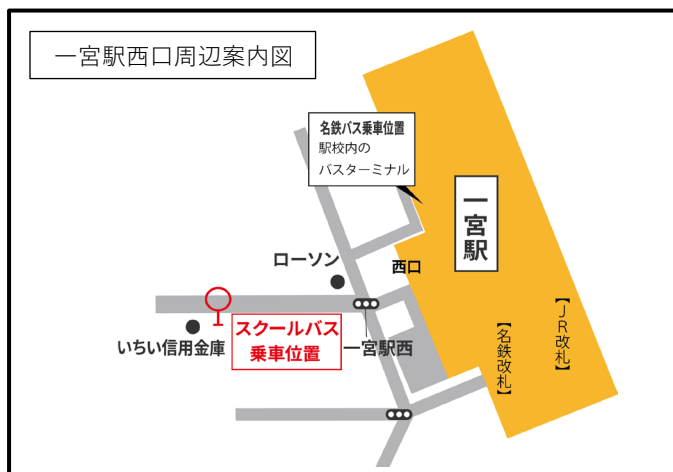 一宮駅西口周辺案内図
名鉄バス乗車位置
駅校内の
バスターミナル
一宮駅
ローソン
西口
スクールバス
乗車位置
いちい信用金庫
一宮駅西
【名鉄改札】
【JR改札】